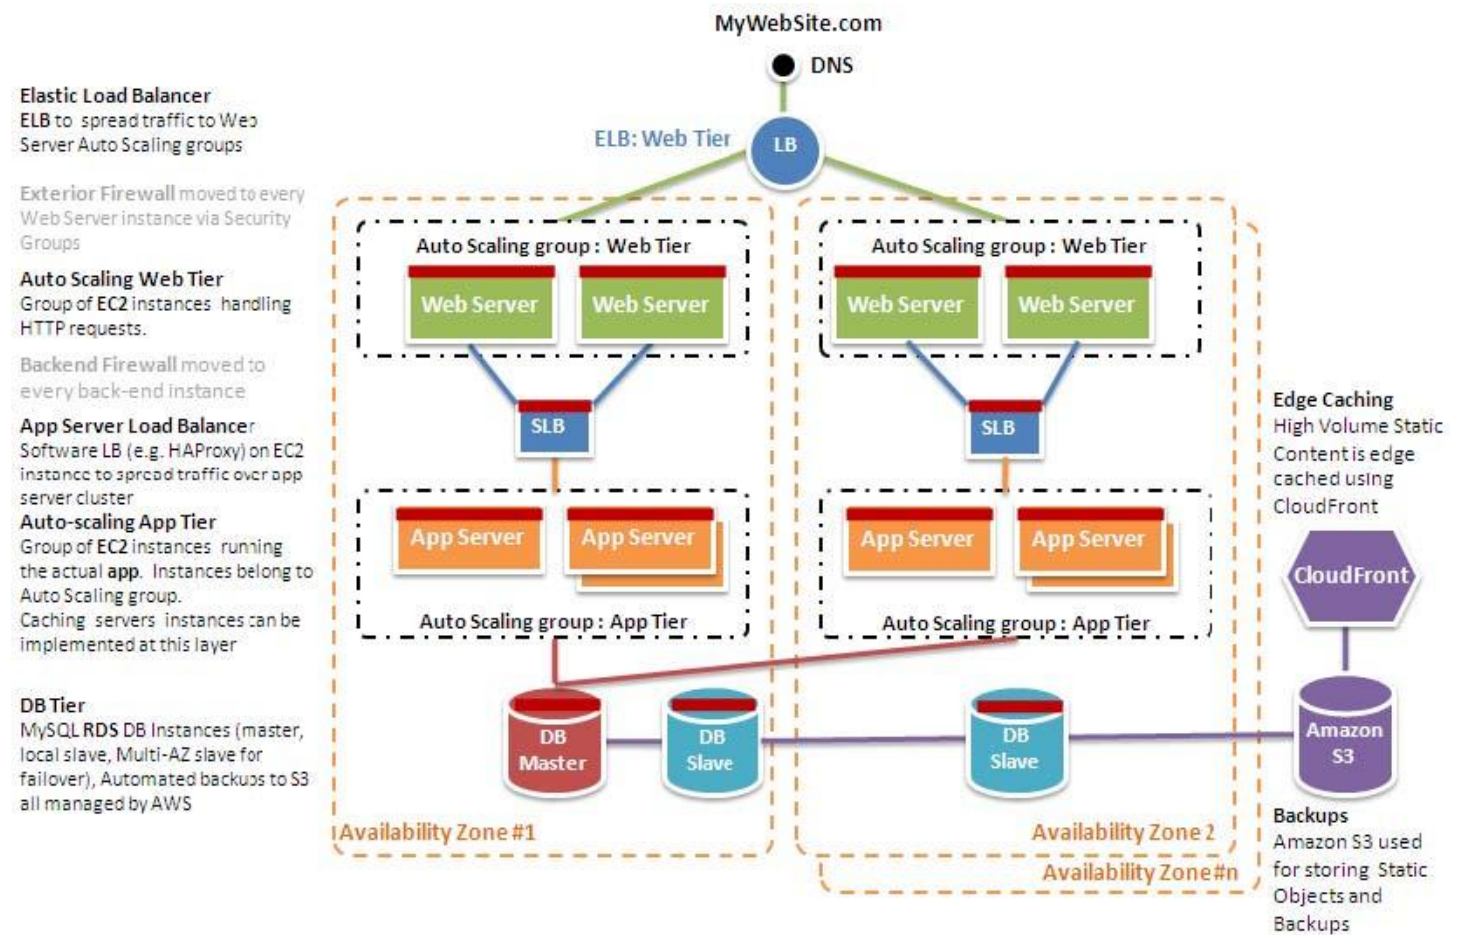 MyWebSite.com
DNS
Elastic Load Balancer
ELB to spread traffic to Web
Server Auto Scaling groups
ELB: Web Tier
LB
Exterior Firewall moved to every
Web Server instance via Security
Groups
Auto Scaling Web Tier
Group of EC2 instances handling
HTTP requests.
Backend Firewall moved to
every back-end instance
App Server Load Balancer
Software LB (e.g. HAProxy) on EC2
instance to spread traffic over app
server cluster
Auto-scaling App Tier
Group of EC2 instances running
the actual app. Instances belong to
Auto Scaling group.
Caching servers instances can be
implemented at this layer
DB Tier
MySQL RDS DB Instances (master,
local slave, Multi-AZ slave for
failover), Automated backups to S3
all managed by AWS
Auto Scaling group : Web Tier
Web Server
Web Server
SLB
App Server
App Server
Auto Scaling group : App Tier
DB
Master
DB
Slave
Availability Zone #1
Auto Scaling group : Web Tier
Web Server
Web Server
SLB
App Server
App Server
Auto Scaling group : App Tier
DB
Slave
Availability Zone 2
Availability Zone #n
Edge Caching
High Volume Static
Content is edge
cached using
CloudFront
CloudFront
Amazon
S3
Backups
Amazon S3 used
for storing Static
Objects and
Backups